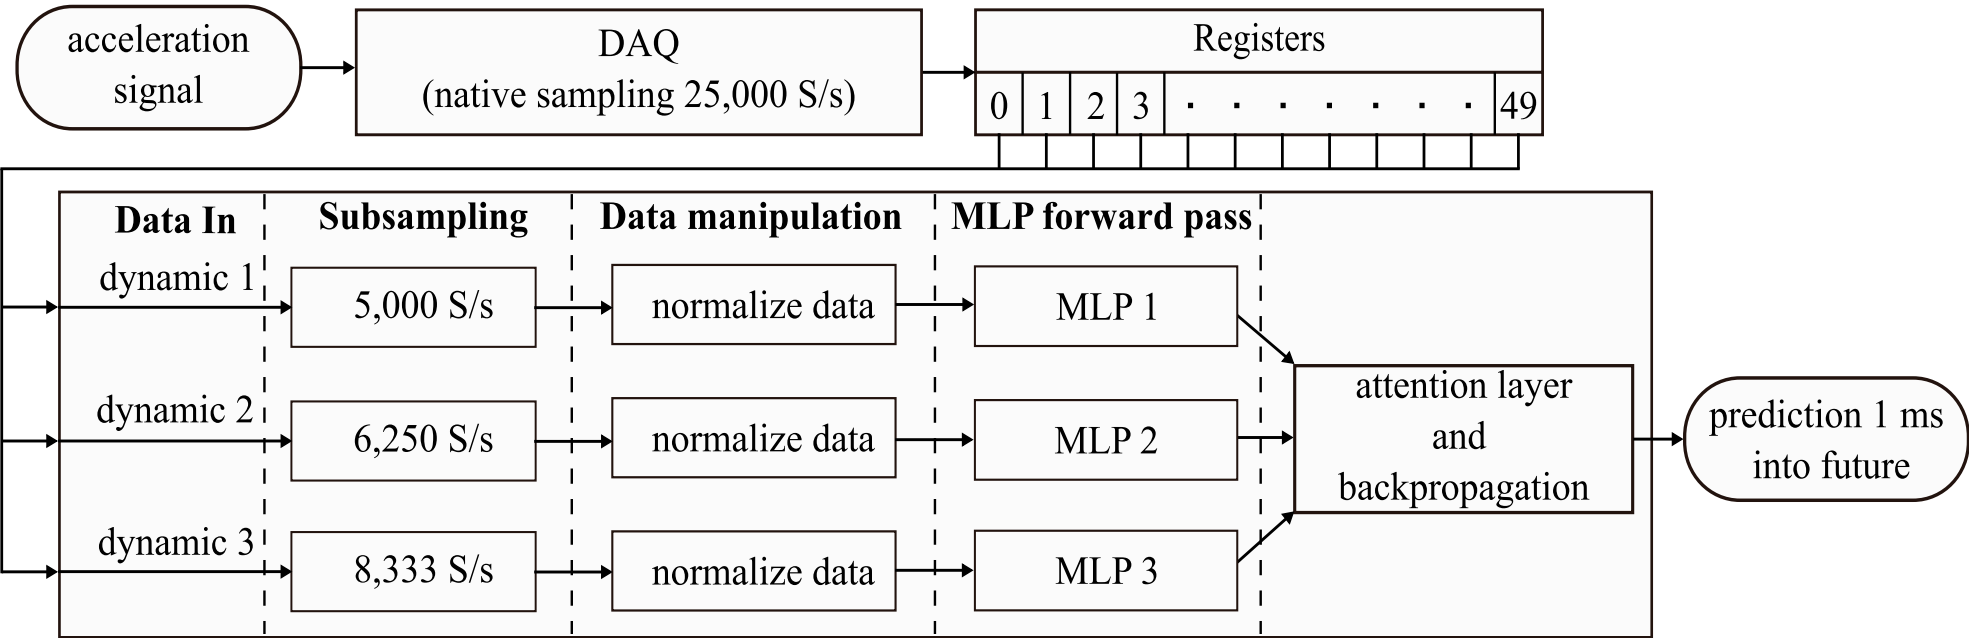 acceleration
signal
DAQ
(native sampling 25,000 S/s)
Registers
0 1 2 3 . . . . . . . 49
Data In
Subsampling
Data manipulation
MLP forward pass
dynamic 1
5,000 S/s
normalize data
MLP 1
dynamic 2
6,250 S/s
normalize data
MLP 2
dynamic 3
8,333 S/s
normalize data
MLP 3
attention layer
and
backpropagation
prediction 1 ms
into future